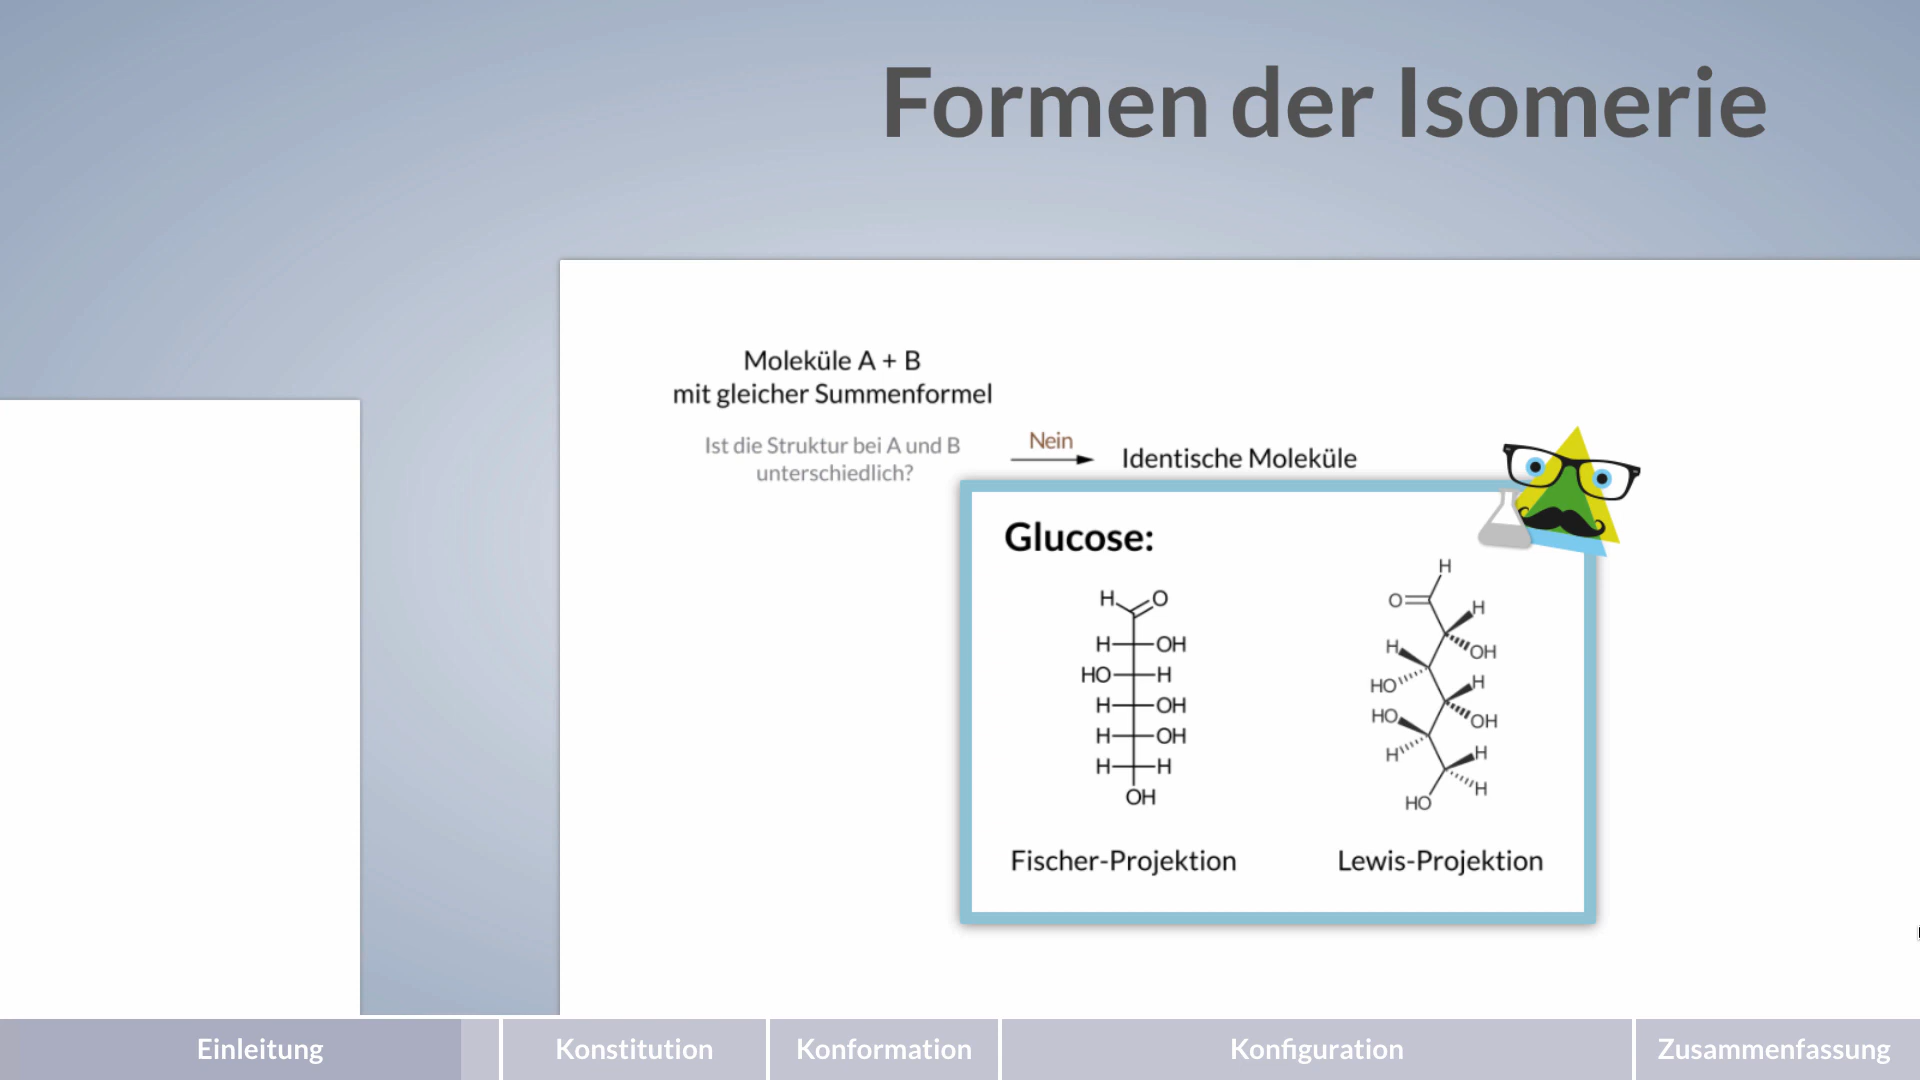 Formen der Isomerie
Moleküle A + B
mit gleicher Summenformel
Ist die Struktur bei A und B
unterschiedlich?
Nein
Identische Moleküle
Glucose:
H O
H OH
HO H
H OH
H OH
H H
OH
Fischer-Projektion
H
O
H
H
OH
HO
H
HO
OH
H
H
H
HO
Lewis-Projektion
Einleitung
Konstitution
Konformation
Konfiguration
Zusammenfassung